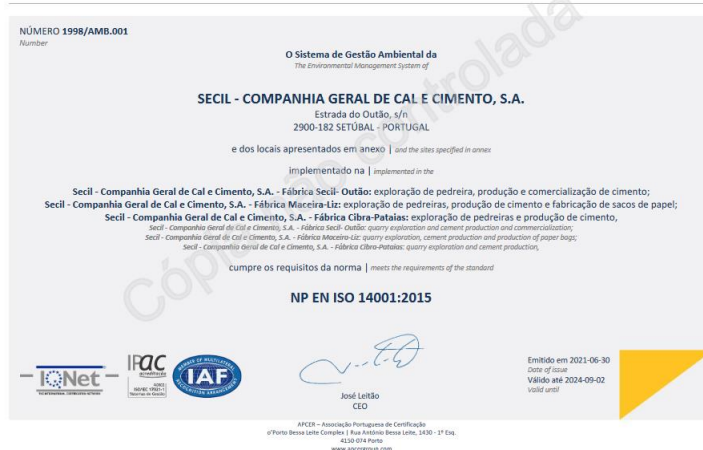 NÚMERO 1998/AMB.001
Number
O Sistema de Gestão Ambiental da
The Environmental Management System of
SECIL - COMPANHIA GERAL DE CAL E CIMENTO, S.A.
Estrada do Outão, s/n
2900-182 SETÚBAL - PORTUGAL
e dos locais apresentados em anexo | and the sites specified in annex
implementado na | implemented in the
Secil - Companhia Geral de Cal e Cimento, S.A. - Fábrica Secil- Outão: exploração de pedreira, produção e comercialização de cimento;
Secil - Companhia Geral de Cal e Cimento, S.A. - Fábrica Maceira-Liz: exploração de pedreiras, produção de cimento e fabricação de sacos de papel;
Secil - Companhia Geral de Cal e Cimento, S.A. - Fábrica Cibra-Pataias: exploração de pedreiras e produção de cimento,
Secil - Companhia Geral de Cal e Cimento, S.A. - Fábrica Secil- Outão: quarry exploration and cement production and commercialization;
Secil - Companhia Geral de Cal e Cimento, S.A. - Fábrica Maceira-Liz: quarry exploration, cement production and production of paper bags;
Secil - Companhia Geral de Cal e Cimento, S.A. - Fábrica Cibra-Pataias: quarry exploration and cement production,
cumpre os requisitos da norma | meets the requirements of the standard
NP EN ISO 14001:2015
Cópia não controlada
IQNet
THE INTERNATIONAL CERTIFICATION NETWORK
IPAC
acreditação
MEMBER OF MULTILATERAL
IAF
RECOGNITION ARRANGEMENT
José Leitão
CEO
Emitido em 2021-06-30
Date of issue
Válido até 2024-09-02
Valid until
APCER – Associação Portuguesa de Certificação
O'Porto Bessa Leite Complex | Rua António Bessa Leite, 1430 - 1º Esq.
4150-074 Porto
www.apcergroup.com